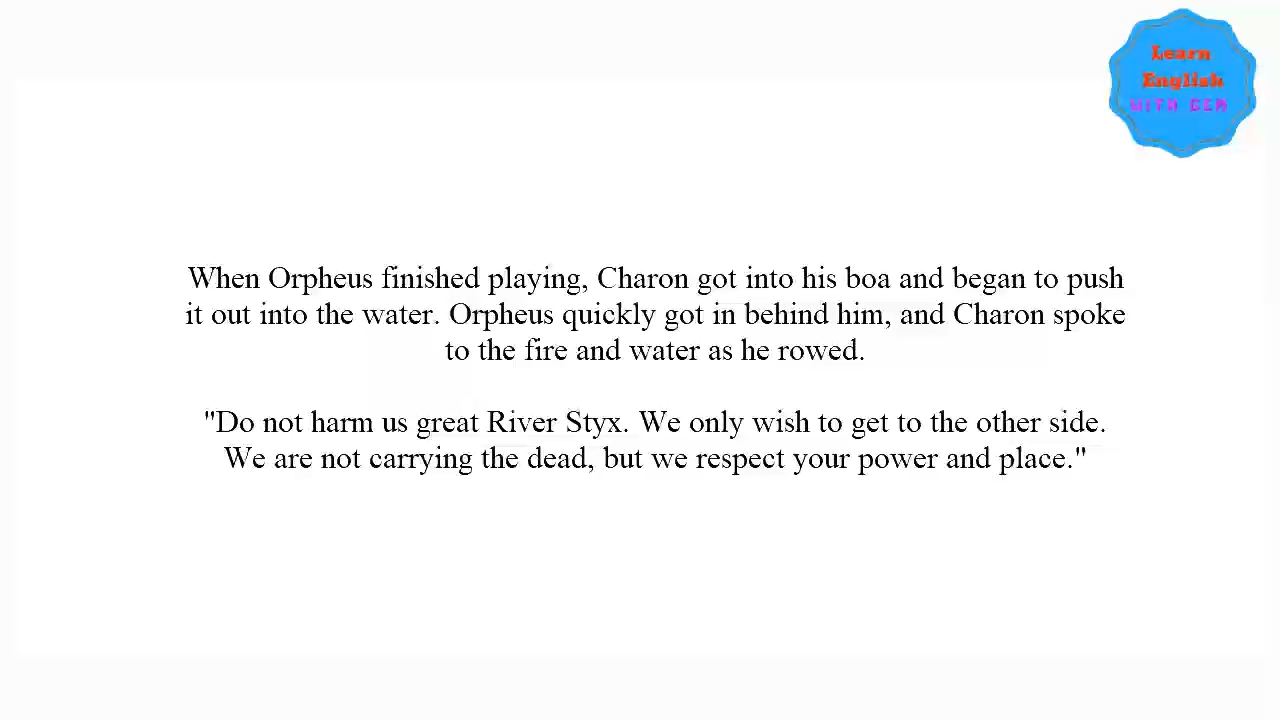 Learn
English
WITH BEN
When Orpheus finished playing, Charon got into his boa and began to push
it out into the water. Orpheus quickly got in behind him, and Charon spoke
to the fire and water as he rowed.
"Do not harm us great River Styx. We only wish to get to the other side.
We are not carrying the dead, but we respect your power and place."